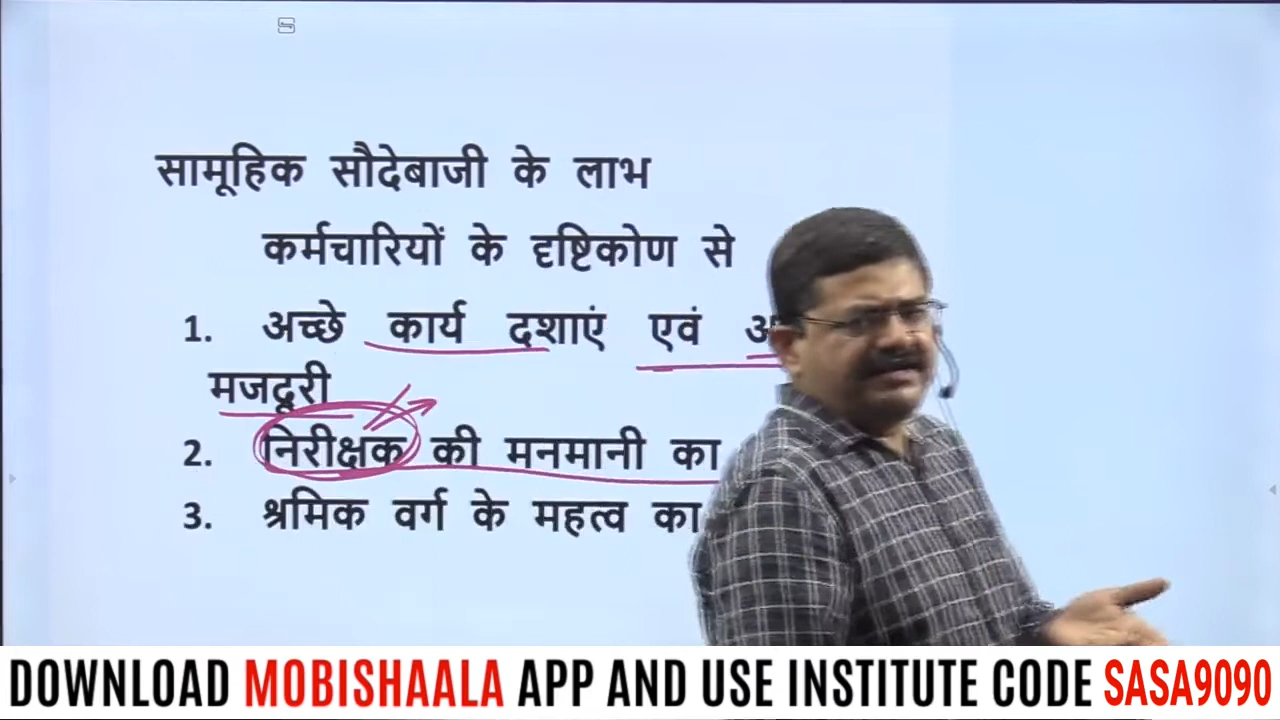 सामूहिक सौदेबाजी के लाभ
कर्मचारियों के दृष्टिकोण से
1. अच्छे कार्य दशाएं एवं
मजदूरी
2. निरीक्षक की मनमानी का
3. श्रमिक वर्ग के महत्व का
DOWNLOAD MOBISHAALA APP AND USE INSTITUTE CODE SASA9090